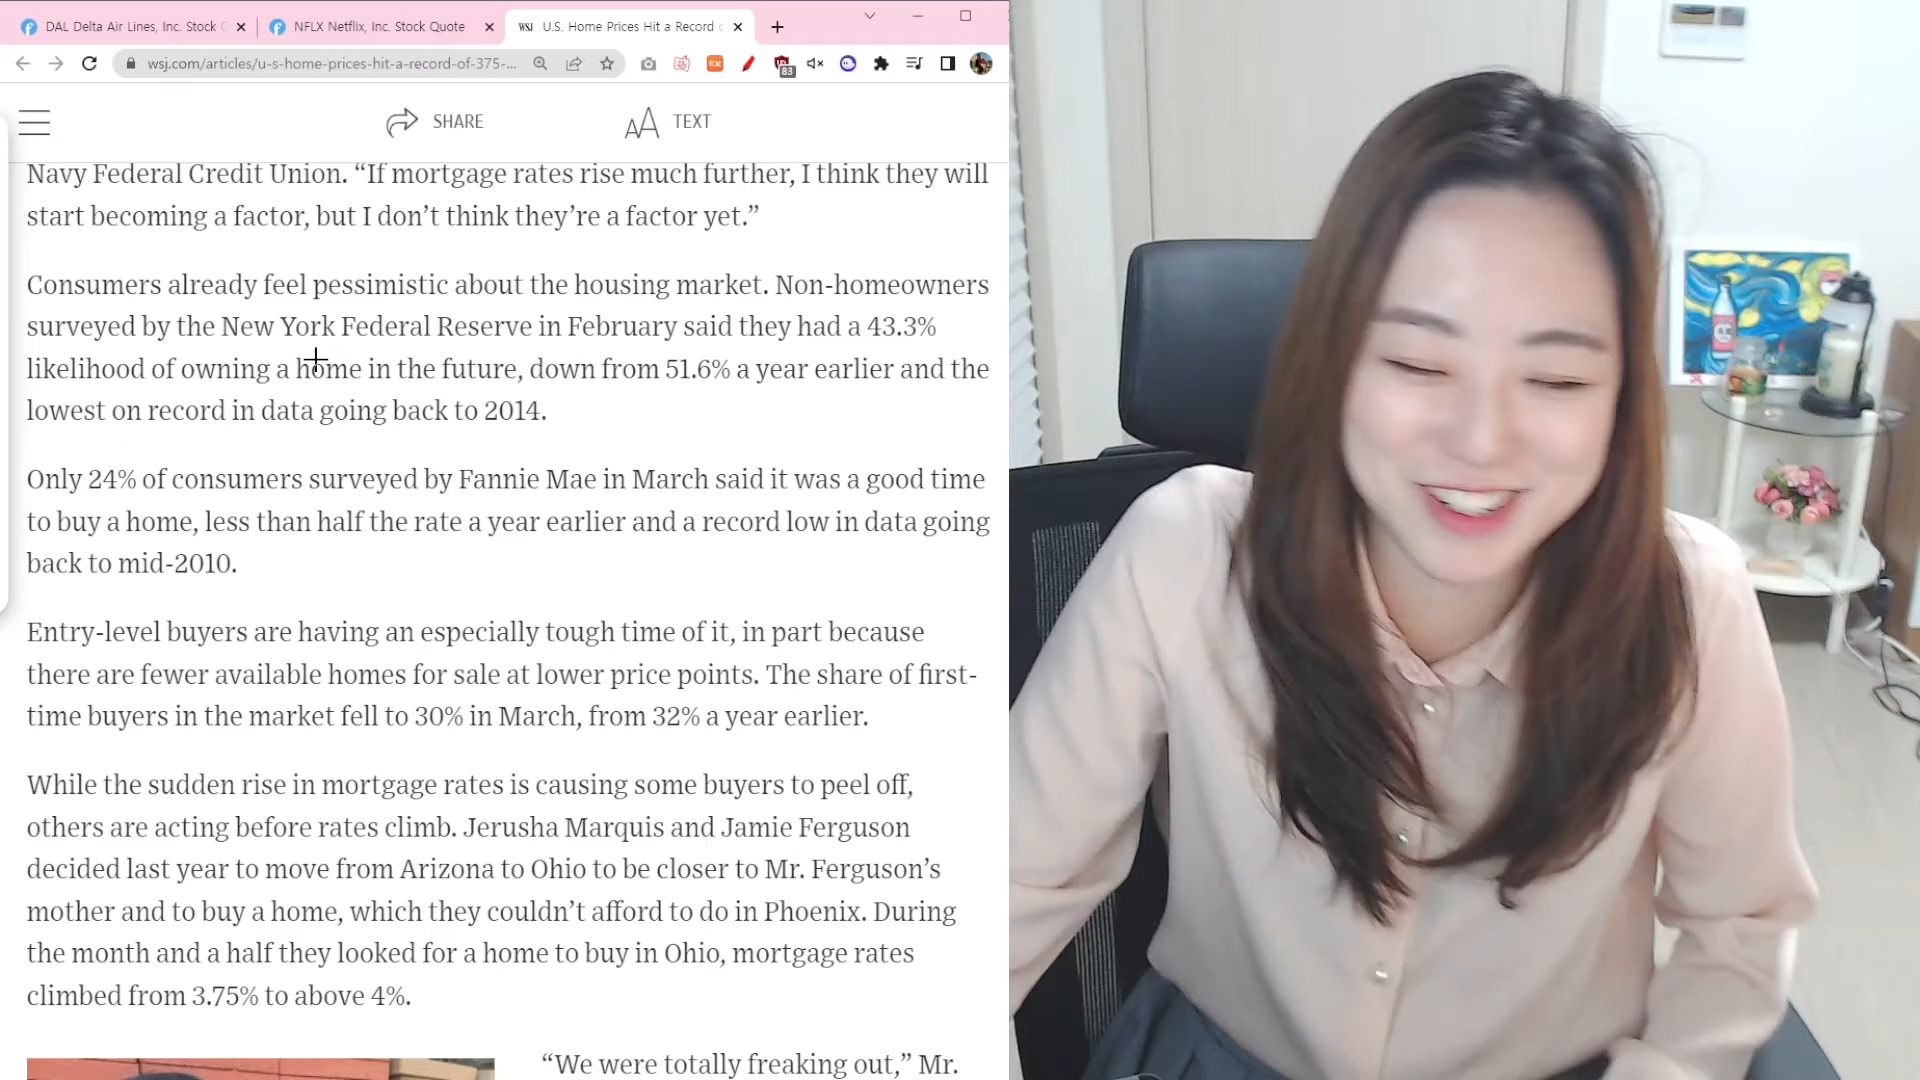 DAL Delta Air Lines, Inc. Stock
NFLX Netflix, Inc. Stock Quote
WSJ U.S. Home Prices Hit a Record
wsj.com/articles/u-s-home-prices-hit-a-record-of-375-...
83
SHARE
AA TEXT
Navy Federal Credit Union. “If mortgage rates rise much further, I think they will
start becoming a factor, but I don’t think they’re a factor yet.”
Consumers already feel pessimistic about the housing market. Non-homeowners
surveyed by the New York Federal Reserve in February said they had a 43.3%
likelihood of owning a home in the future, down from 51.6% a year earlier and the
lowest on record in data going back to 2014.
Only 24% of consumers surveyed by Fannie Mae in March said it was a good time
to buy a home, less than half the rate a year earlier and a record low in data going
back to mid-2010.
Entry-level buyers are having an especially tough time of it, in part because
there are fewer available homes for sale at lower price points. The share of first-
time buyers in the market fell to 30% in March, from 32% a year earlier.
While the sudden rise in mortgage rates is causing some buyers to peel off,
others are acting before rates climb. Jerusha Marquis and Jamie Ferguson
decided last year to move from Arizona to Ohio to be closer to Mr. Ferguson’s
mother and to buy a home, which they couldn’t afford to do in Phoenix. During
the month and a half they looked for a home to buy in Ohio, mortgage rates
climbed from 3.75% to above 4%.
“We were totally freaking out,” Mr.